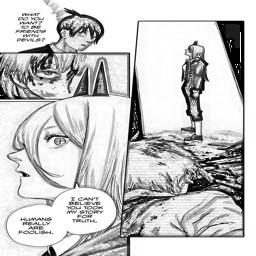 WHAT DO
YOU
WANT?
TO BE
FRIENDS
WITH
DEVILS?
I CAN'T
BELIEVE
YOU TOOK
MY STORY
FOR
TRUTH.
HUMANS
REALLY
ARE
FOOLISH.